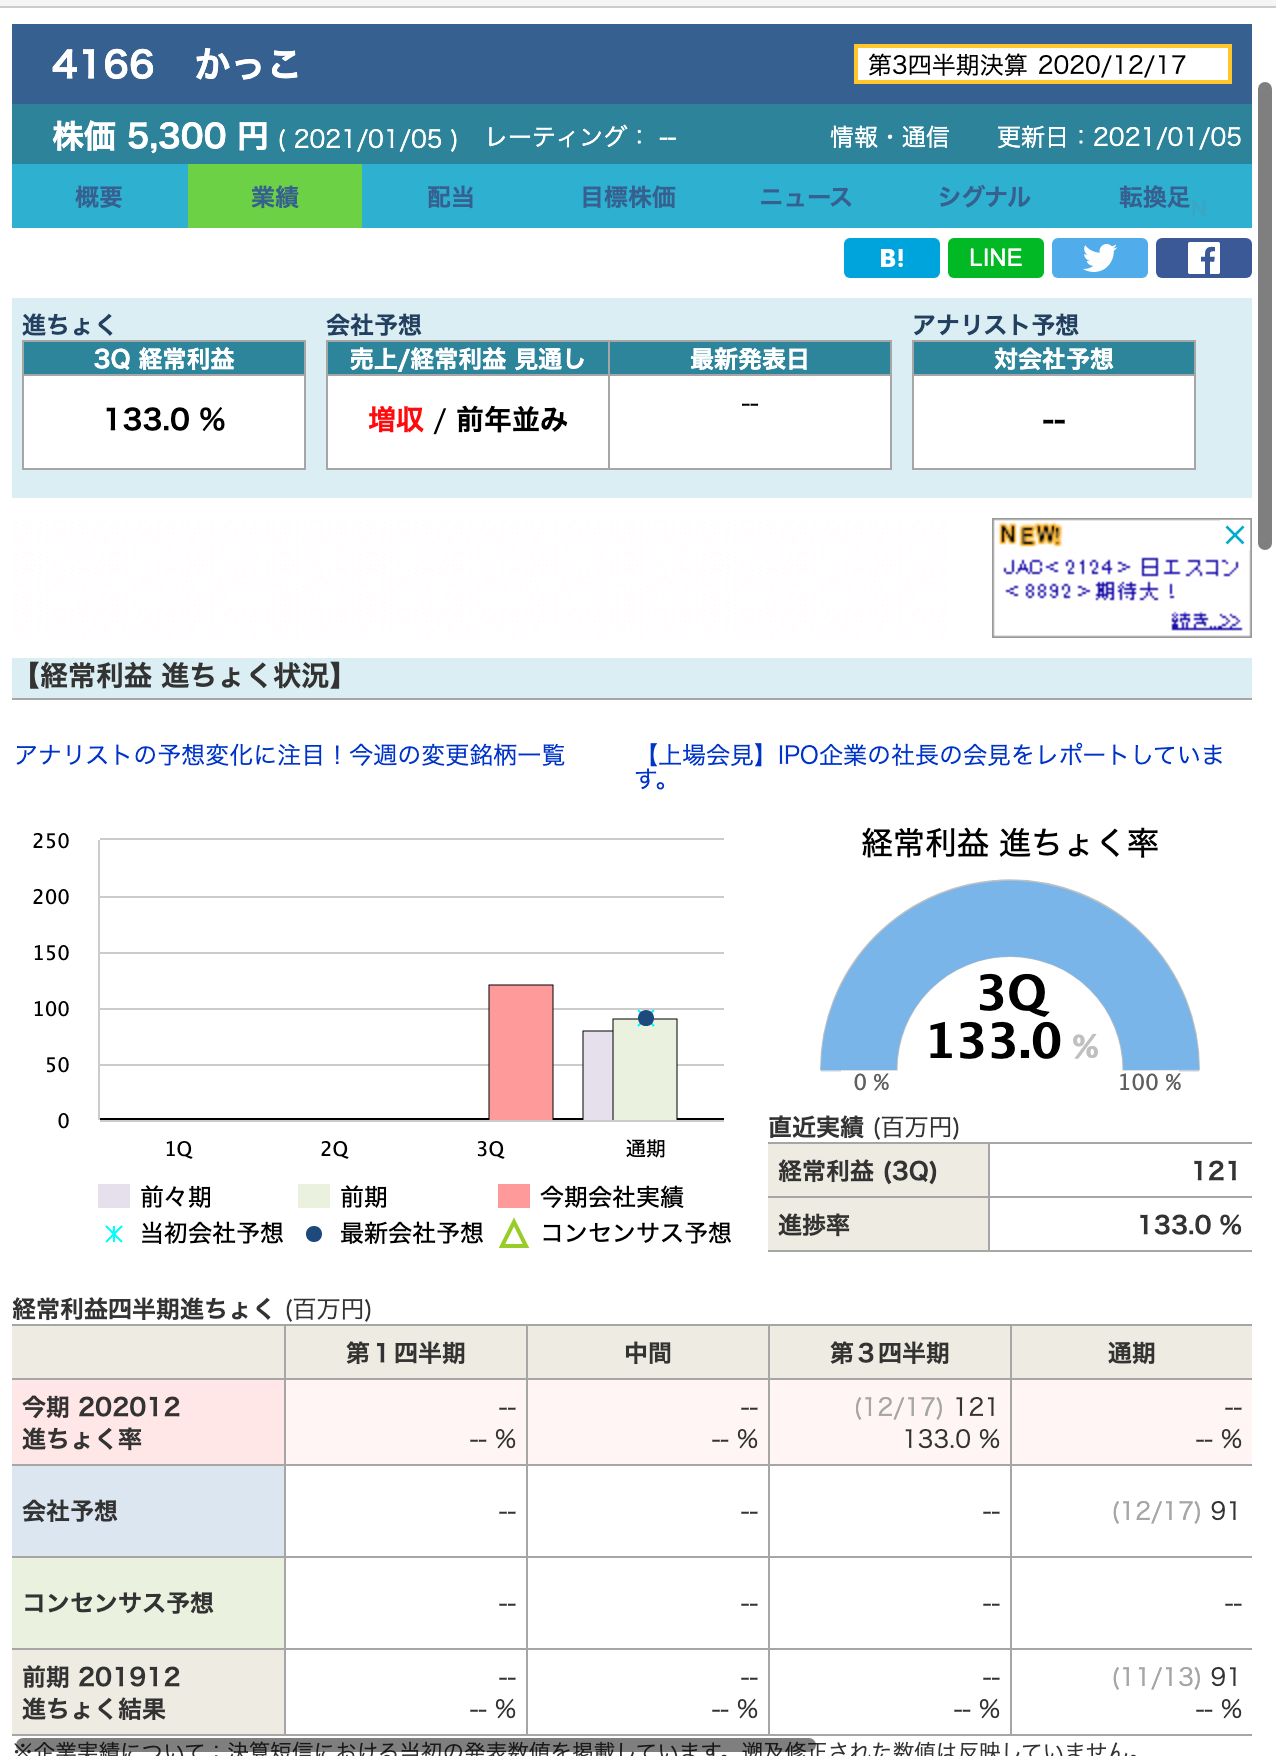 4166 かっこ
第3四半期決算 2020/12/17
株価 5,300 円 ( 2021/01/05 ) レーティング： -- 情報・通信 更新日：2021/01/05
概要 業績 配当 目標株価 ニュース シグナル 転換足
B! LINE
進ちょく 会社予想 アナリスト予想
3Q 経常利益 売上/経常利益 見通し 最新発表日 対会社予想
133.0 % 増収 / 前年並み -- --
NEW!
JAC<2124> 日エスコン
<8892>期待大！
続き..>>
【経常利益 進ちょく状況】
アナリストの予想変化に注目！今週の変更銘柄一覧
【上場会見】IPO企業の社長の会見をレポートしていま
す。
250
200
150
100
50
0
1Q 2Q 3Q 通期
前々期 前期 今期会社実績
当初会社予想 最新会社予想 コンセンサス予想
経常利益 進ちょく率
3Q
133.0 %
0 % 100 %
直近実績 (百万円)
経常利益 (3Q) 121
進捗率 133.0 %
経常利益四半期進ちょく (百万円)
第１四半期 中間 第３四半期 通期
今期 202012 -- -- (12/17) 121 --
進ちょく率 -- % -- % 133.0 % -- %
会社予想 -- -- -- (12/17) 91
コンセンサス予想 -- -- -- --
前期 201912 -- -- -- (11/13) 91
進ちょく結果 -- % -- % -- % -- %
※企業実績について：決算短信における当初の発表数値を掲載しています。遡及修正された数値は反映していません。